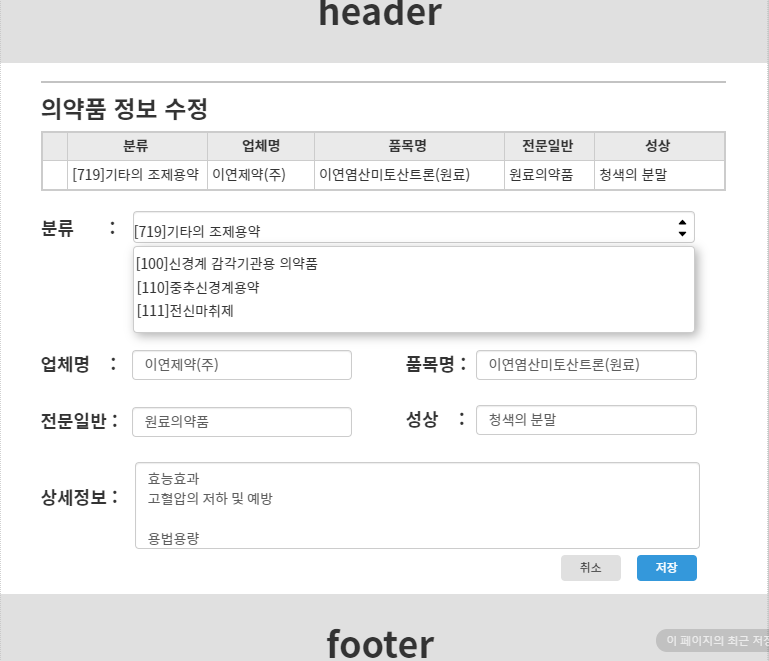 header
의약품 정보 수정
분류 업체명 품목명 전문일반 성상
[719]기타의 조제용약 이연제약(주) 이연염산미토산트론(원료) 원료의약품 청색의 분말
분류 : [719]기타의 조제용약
[100]신경계 감각기관용 의약품
[110]중추신경계용약
[111]전신마취제
업체명 : 이연제약(주) 품목명 : 이연염산미토산트론(원료)
전문일반 : 원료의약품 성상 : 청색의 분말
상세정보 : 효능효과
고혈압의 저하 및 예방
용법용량
취소 저장
footer
이 페이지의 최근 저장